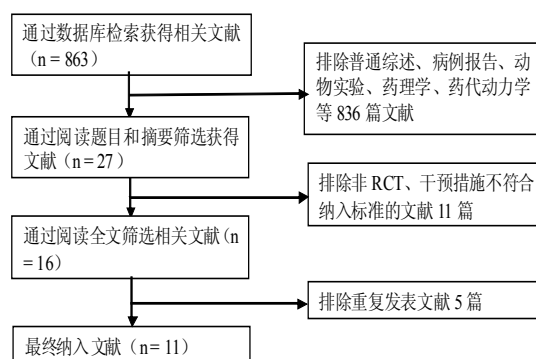 通过数据库检索获得相关文献
（n = 863）
排除普通综述、病例报告、动
物实验、药理学、药代动力学
等 836 篇文献
通过阅读题目和摘要筛选获得
文献（n = 27）
排除非 RCT、干预措施不符合
纳入标准的文献 11 篇
通过阅读全文筛选相关文献（n
= 16）
排除重复发表文献 5 篇
最终纳入文献（n = 11）